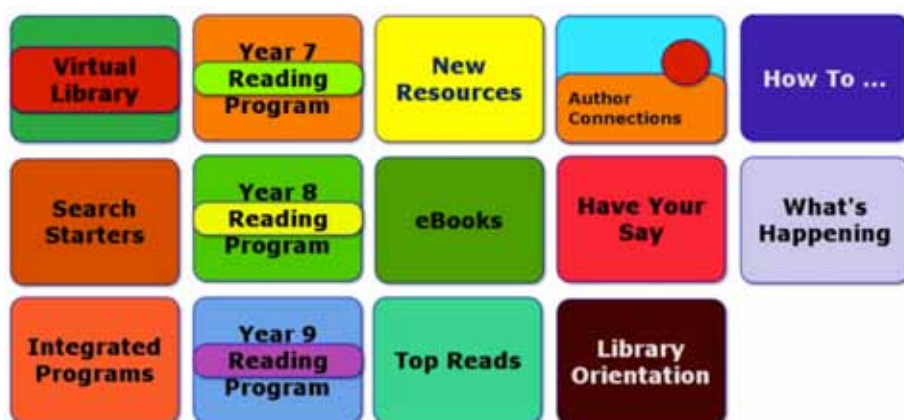 Virtual
Library
Year 7
Reading
Program
New
Resources
Author
Connections
How To ...
Search
Starters
Year 8
Reading
Program
eBooks
Have Your
Say
What's
Happening
Integrated
Programs
Year 9
Reading
Program
Top Reads
Library
Orientation